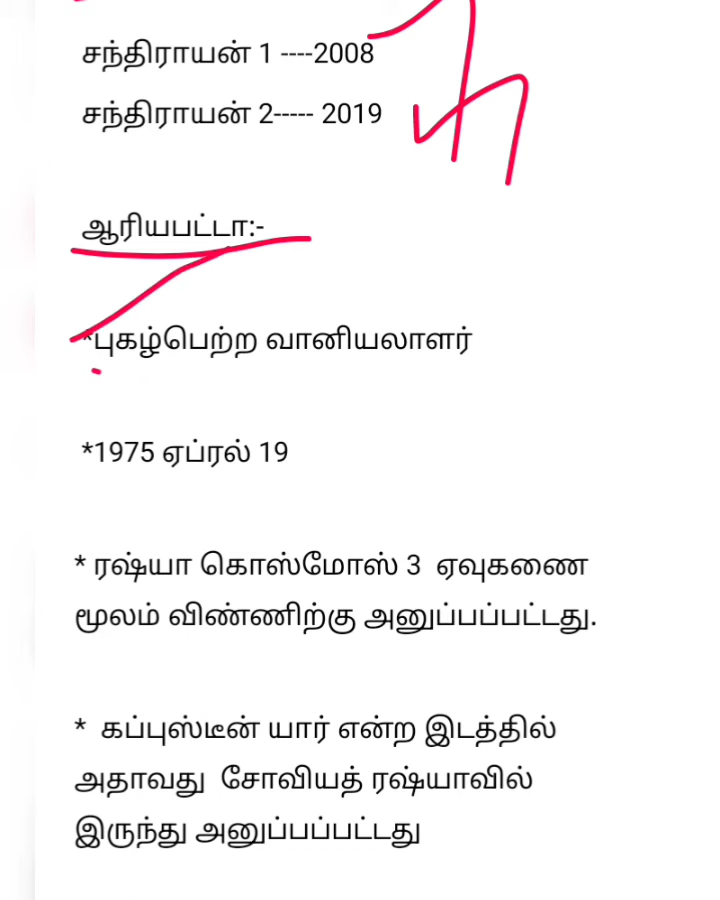 சந்திராயன் 1 ----2008
சந்திராயன் 2----- 2019
ஆரியபட்டா:-
*புகழ்பெற்ற வானியலாளர்
*1975 ஏப்ரல் 19
* ரஷ்யா கொஸ்மோஸ் 3 ஏவுகணை
மூலம் விண்ணிற்கு அனுப்பப்பட்டது.
* கப்புஸ்டீன் யார் என்ற இடத்தில்
அதாவது சோவியத் ரஷ்யாவில்
இருந்து அனுப்பப்பட்டது